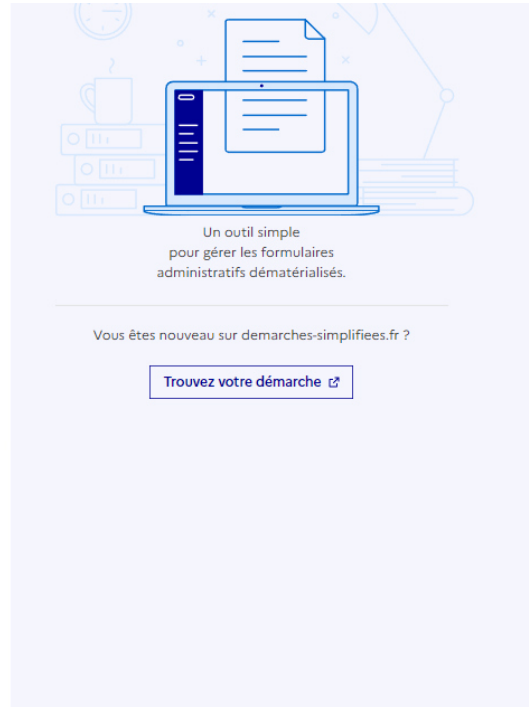 Un outil simple
pour gérer les formulaires
administratifs dématérialisés.
Vous êtes nouveau sur demarches-simplifiees.fr ?
Trouvez votre démarche